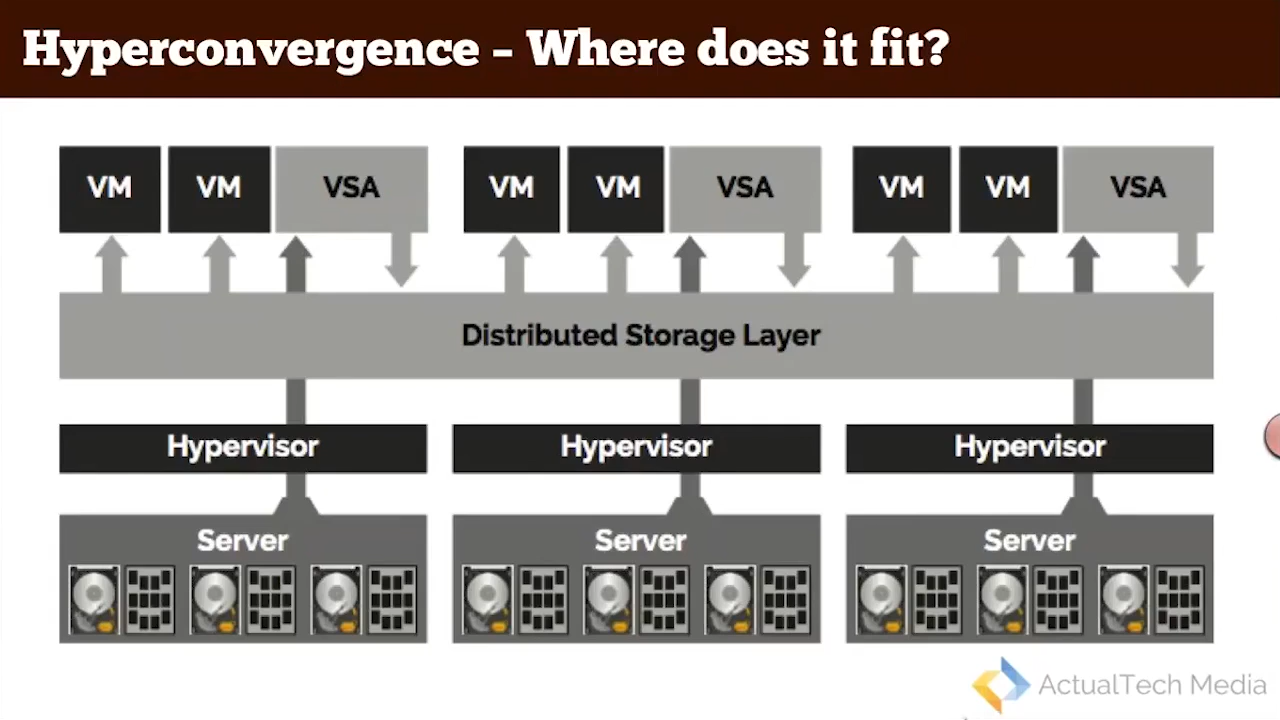 Hyperconvergence – Where does it fit?
VM VM VSA VM VM VSA VM VM VSA
Distributed Storage Layer
Hypervisor Hypervisor Hypervisor
Server Server Server
ActualTech Media